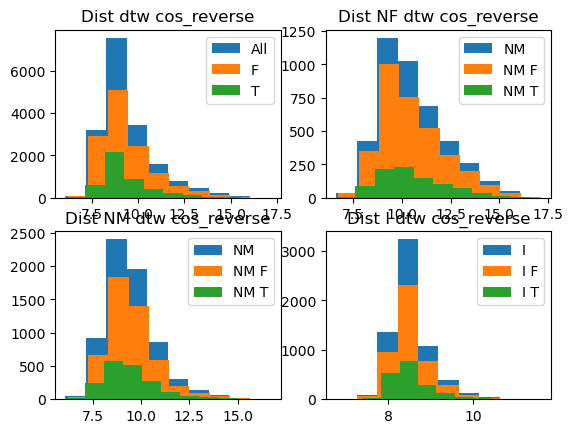 Dist dtw cos_reverse
All
F
T
6000
4000
2000
0
7.5 10.0 12.5 15.0 17.5
Dist NF dtw cos_reverse
NM
NM F
NM T
1250
1000
750
500
250
0
7.5 10.0 12.5 15.0 17.5
Dist NM dtw cos_reverse
NM
NM F
NM T
2500
2000
1500
1000
500
0
7.5 10.0 12.5 15.0
Dist I dtw cos_reverse
I
I F
I T
3000
2000
1000
0
8 10